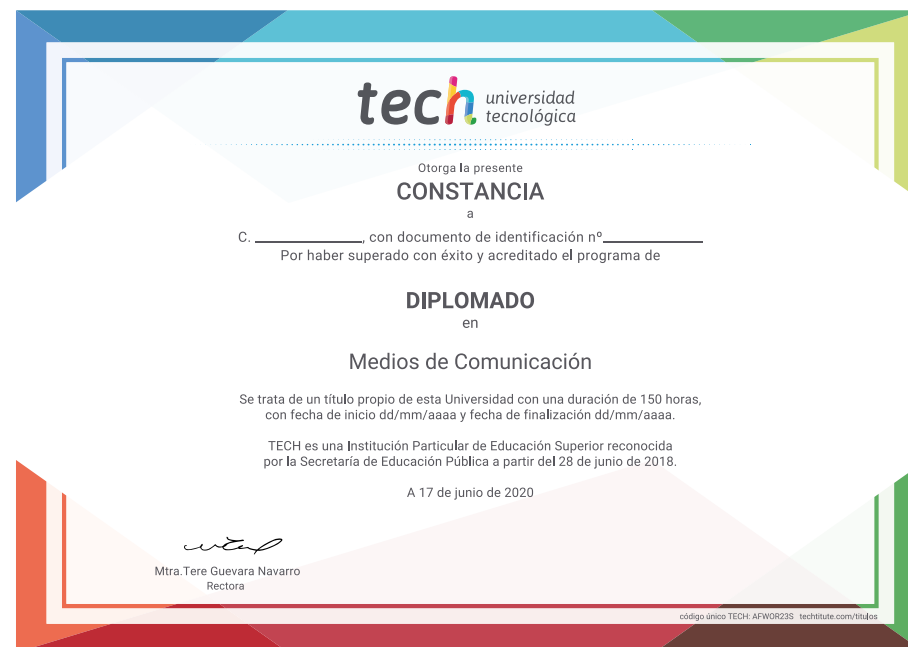 tech universidad
tecnológica
Otorga la presente
CONSTANCIA
a
C. ____________, con documento de identificación nº____________
Por haber superado con éxito y acreditado el programa de
DIPLOMADO
en
Medios de Comunicación
Se trata de un título propio de esta Universidad con una duración de 150 horas,
con fecha de inicio dd/mm/aaaa y fecha de finalización dd/mm/aaaa.
TECH es una Institución Particular de Educación Superior reconocida
por la Secretaría de Educación Pública a partir del 28 de junio de 2018.
A 17 de junio de 2020
Mtra.Tere Guevara Navarro
Rectora
código único TECH: AFWOR23S techtitute.com/titulos